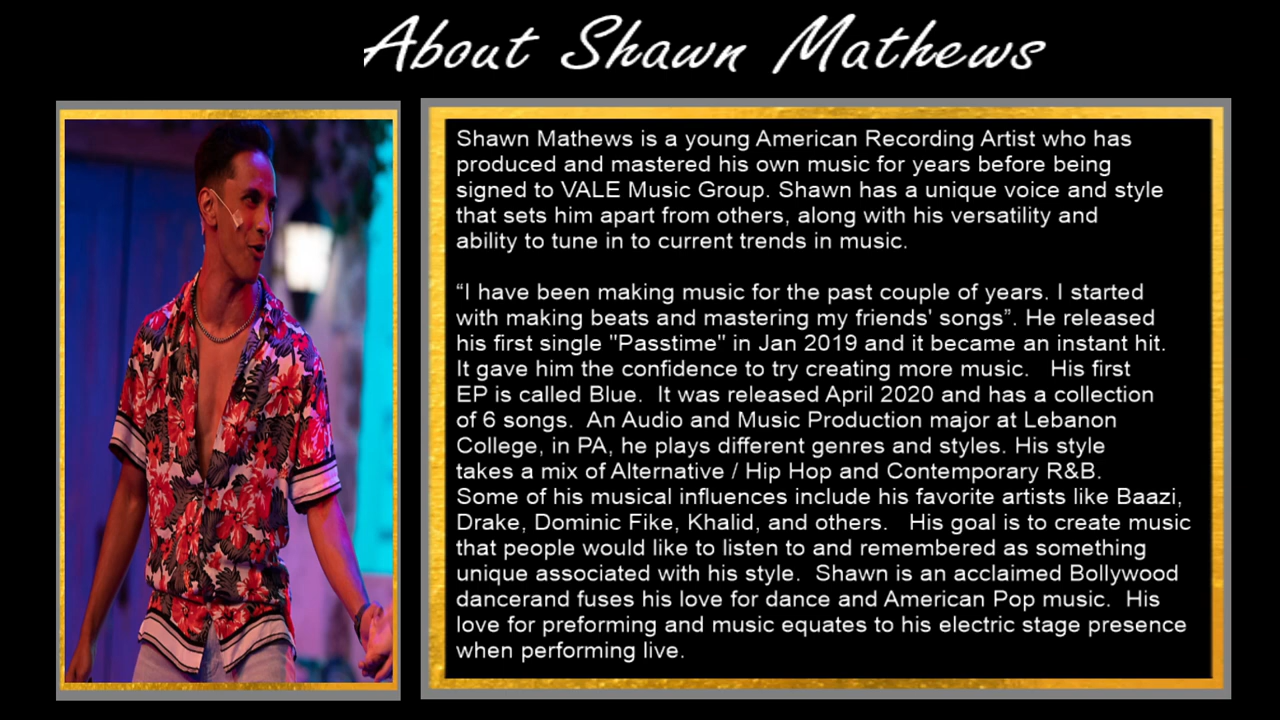 About Shawn Mathews
Shawn Mathews is a young American Recording Artist who has
produced and mastered his own music for years before being
signed to VALE Music Group. Shawn has a unique voice and style
that sets him apart from others, along with his versatility and
ability to tune in to current trends in music.
“I have been making music for the past couple of years. I started
with making beats and mastering my friends' songs”. He released
his first single "Passtime" in Jan 2019 and it became an instant hit.
It gave him the confidence to try creating more music.   His first
EP is called Blue.  It was released April 2020 and has a collection
of 6 songs.  An Audio and Music Production major at Lebanon
College, in PA, he plays different genres and styles. His style
takes a mix of Alternative / Hip Hop and Contemporary R&B.
Some of his musical influences include his favorite artists like Baazi,
Drake, Dominic Fike, Khalid, and others.   His goal is to create music
that people would like to listen to and remembered as something
unique associated with his style.  Shawn is an acclaimed Bollywood
dancerand fuses his love for dance and American Pop music.  His
love for preforming and music equates to his electric stage presence
when performing live.